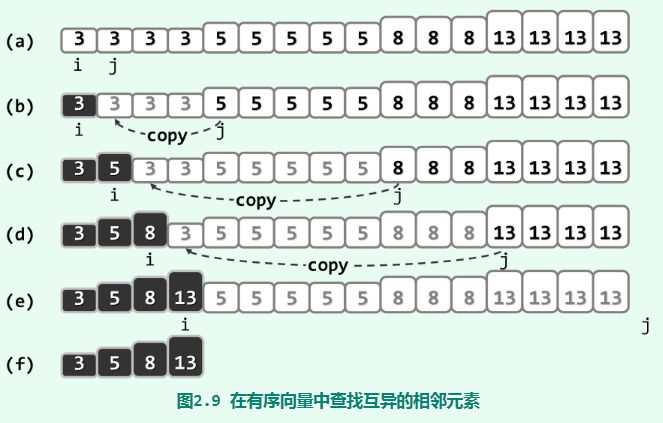 (a) 3 3 3 3 5 5 5 5 5 8 8 8 13 13 13 13
i j
(b) 3 3 3 3 5 5 5 5 5 8 8 8 13 13 13 13
i copy j
(c) 3 5 3 3 5 5 5 5 5 8 8 8 13 13 13 13
i copy j
(d) 3 5 8 3 5 5 5 5 5 8 8 8 13 13 13 13
i copy j
(e) 3 5 8 13 5 5 5 5 5 8 8 8 13 13 13 13
i j
(f) 3 5 8 13
图2.9 在有序向量中查找互异的相邻元素